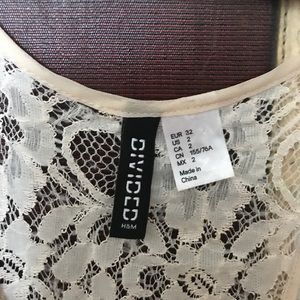 DIVIDED
H&M
EUR 32
US 2
CA 2
CN 155/76A
MX 2
Made in
China